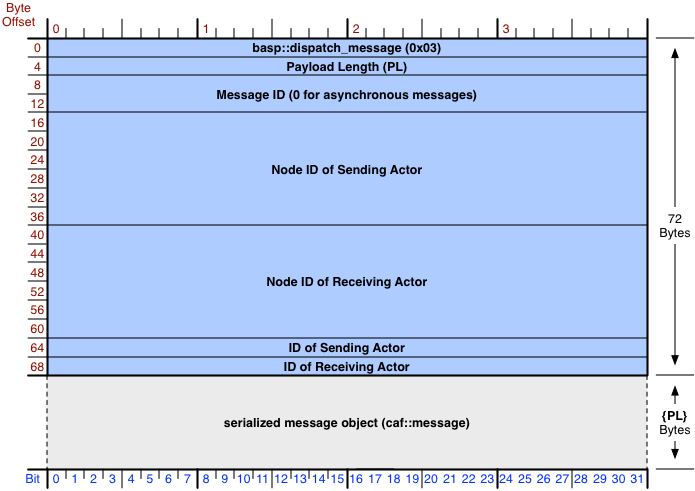 Byte
Offset
0 1 2 3
0 basp::dispatch_message (0x03)
4 Payload Length (PL)
8
Message ID (0 for asynchronous messages)
12
16
20
24 Node ID of Sending Actor
28
32
36
72
Bytes
40
44
48 Node ID of Receiving Actor
52
56
60
64 ID of Sending Actor
68 ID of Receiving Actor
serialized message object (caf::message)
{PL}
Bytes
Bit 0 1 2 3 4 5 6 7 8 9 10 11 12 13 14 15 16 17 18 19 20 21 22 23 24 25 26 27 28 29 30 31